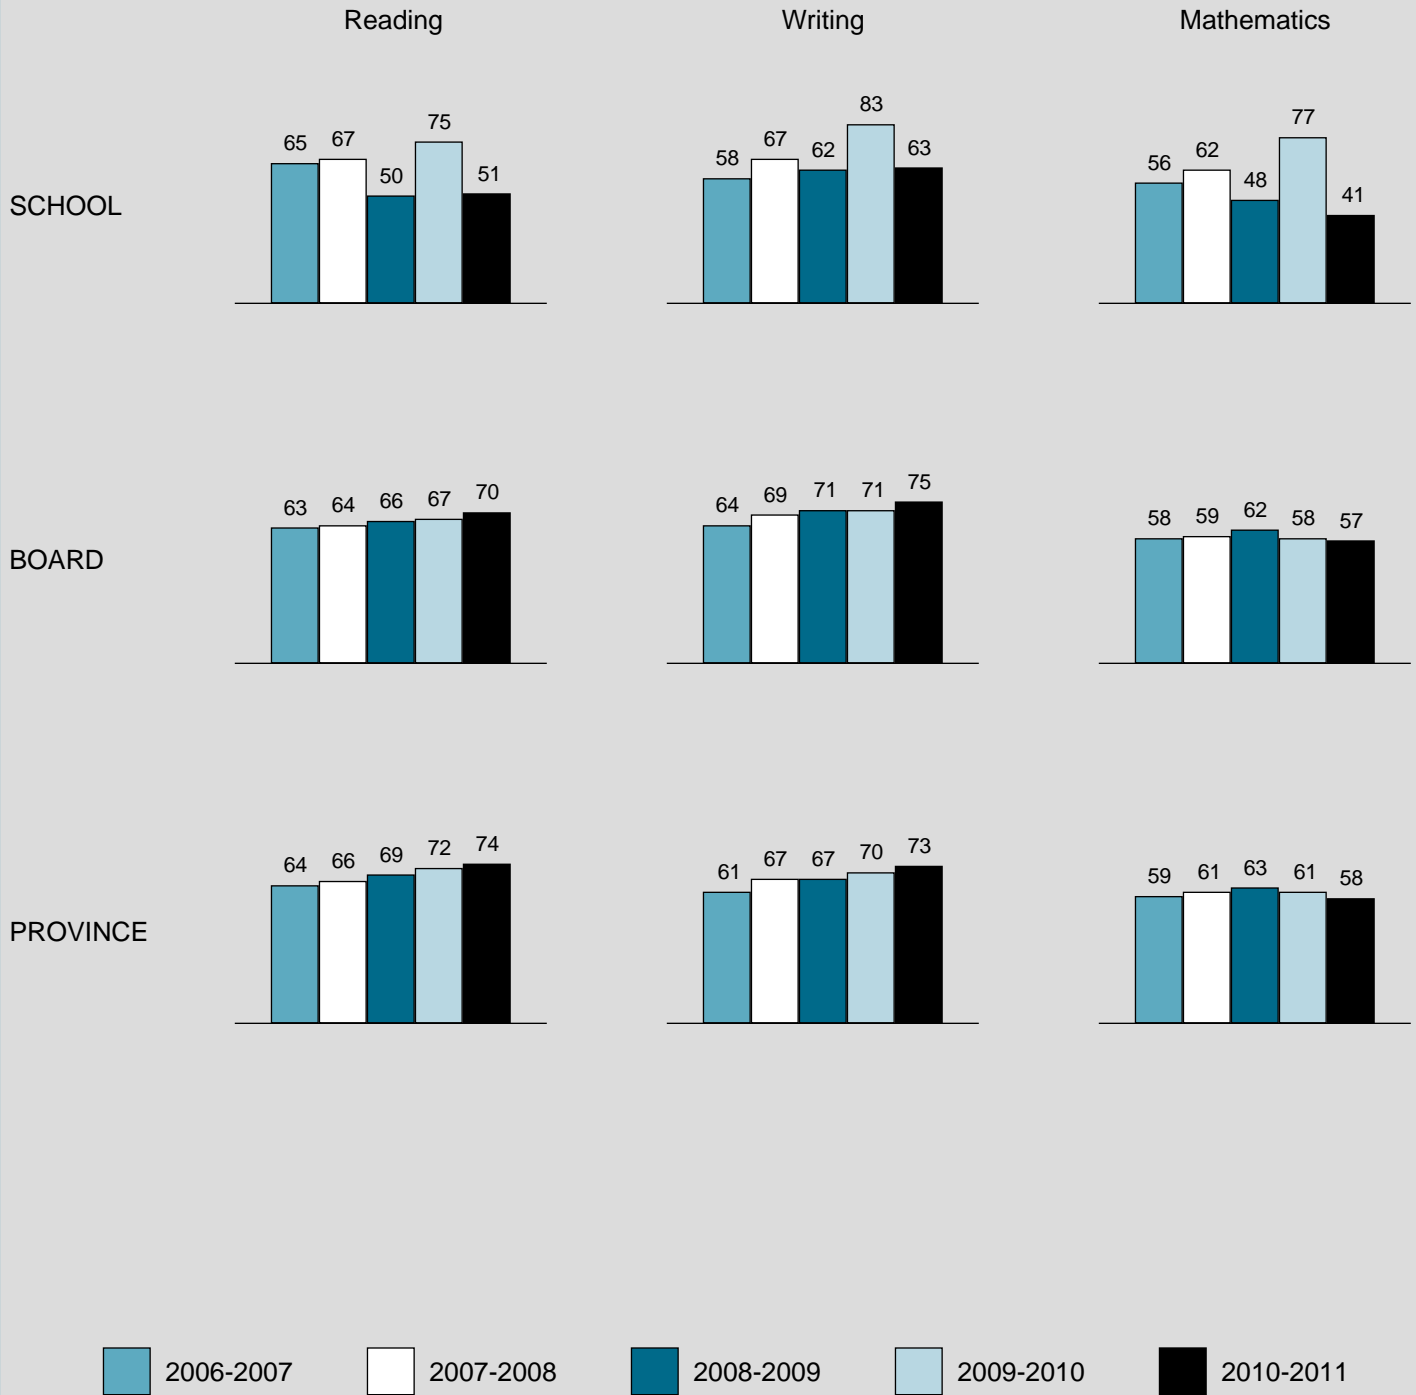 Reading Writing Mathematics
SCHOOL
65 67 50 75 51
58 67 62 83 63
56 62 48 77 41
BOARD
63 64 66 67 70
64 69 71 71 75
58 59 62 58 57
PROVINCE
64 66 69 72 74
61 67 67 70 73
59 61 63 61 58
2006-2007 2007-2008 2008-2009 2009-2010 2010-2011